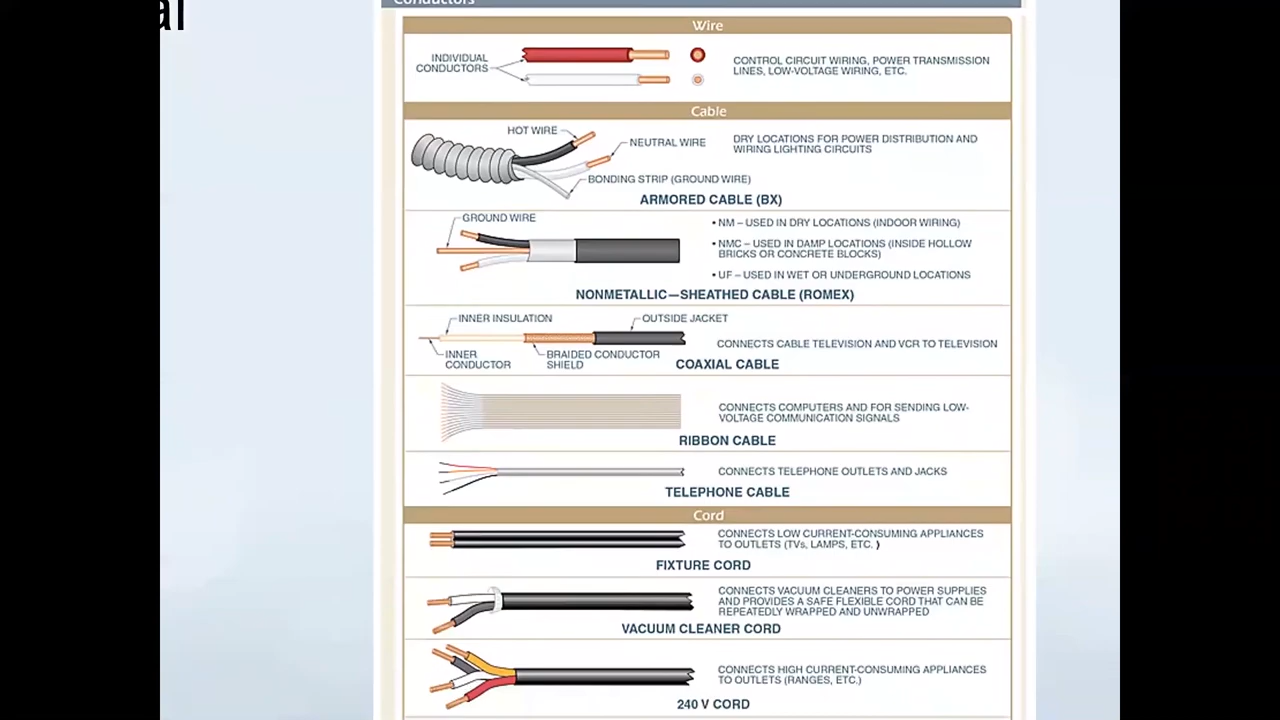 al
Conductors
Wire
INDIVIDUAL
CONDUCTORS
CONTROL CIRCUIT WIRING, POWER TRANSMISSION
LINES, LOW-VOLTAGE WIRING, ETC.
Cable
HOT WIRE
NEUTRAL WIRE
BONDING STRIP (GROUND WIRE)
DRY LOCATIONS FOR POWER DISTRIBUTION AND
WIRING LIGHTING CIRCUITS
ARMORED CABLE (BX)
GROUND WIRE
• NM – USED IN DRY LOCATIONS (INDOOR WIRING)
• NMC – USED IN DAMP LOCATIONS (INSIDE HOLLOW
BRICKS OR CONCRETE BLOCKS)
• UF – USED IN WET OR UNDERGROUND LOCATIONS
NONMETALLIC—SHEATHED CABLE (ROMEX)
INNER INSULATION
OUTSIDE JACKET
INNER
CONDUCTOR
BRAIDED CONDUCTOR
SHIELD
CONNECTS CABLE TELEVISION AND VCR TO TELEVISION
COAXIAL CABLE
CONNECTS COMPUTERS AND FOR SENDING LOW-
VOLTAGE COMMUNICATION SIGNALS
RIBBON CABLE
CONNECTS TELEPHONE OUTLETS AND JACKS
TELEPHONE CABLE
Cord
CONNECTS LOW CURRENT-CONSUMING APPLIANCES
TO OUTLETS (TVs, LAMPS, ETC. )
FIXTURE CORD
CONNECTS VACUUM CLEANERS TO POWER SUPPLIES
AND PROVIDES A SAFE FLEXIBLE CORD THAT CAN BE
REPEATEDLY WRAPPED AND UNWRAPPED
VACUUM CLEANER CORD
CONNECTS HIGH CURRENT-CONSUMING APPLIANCES
TO OUTLETS (RANGES, ETC.)
240 V CORD